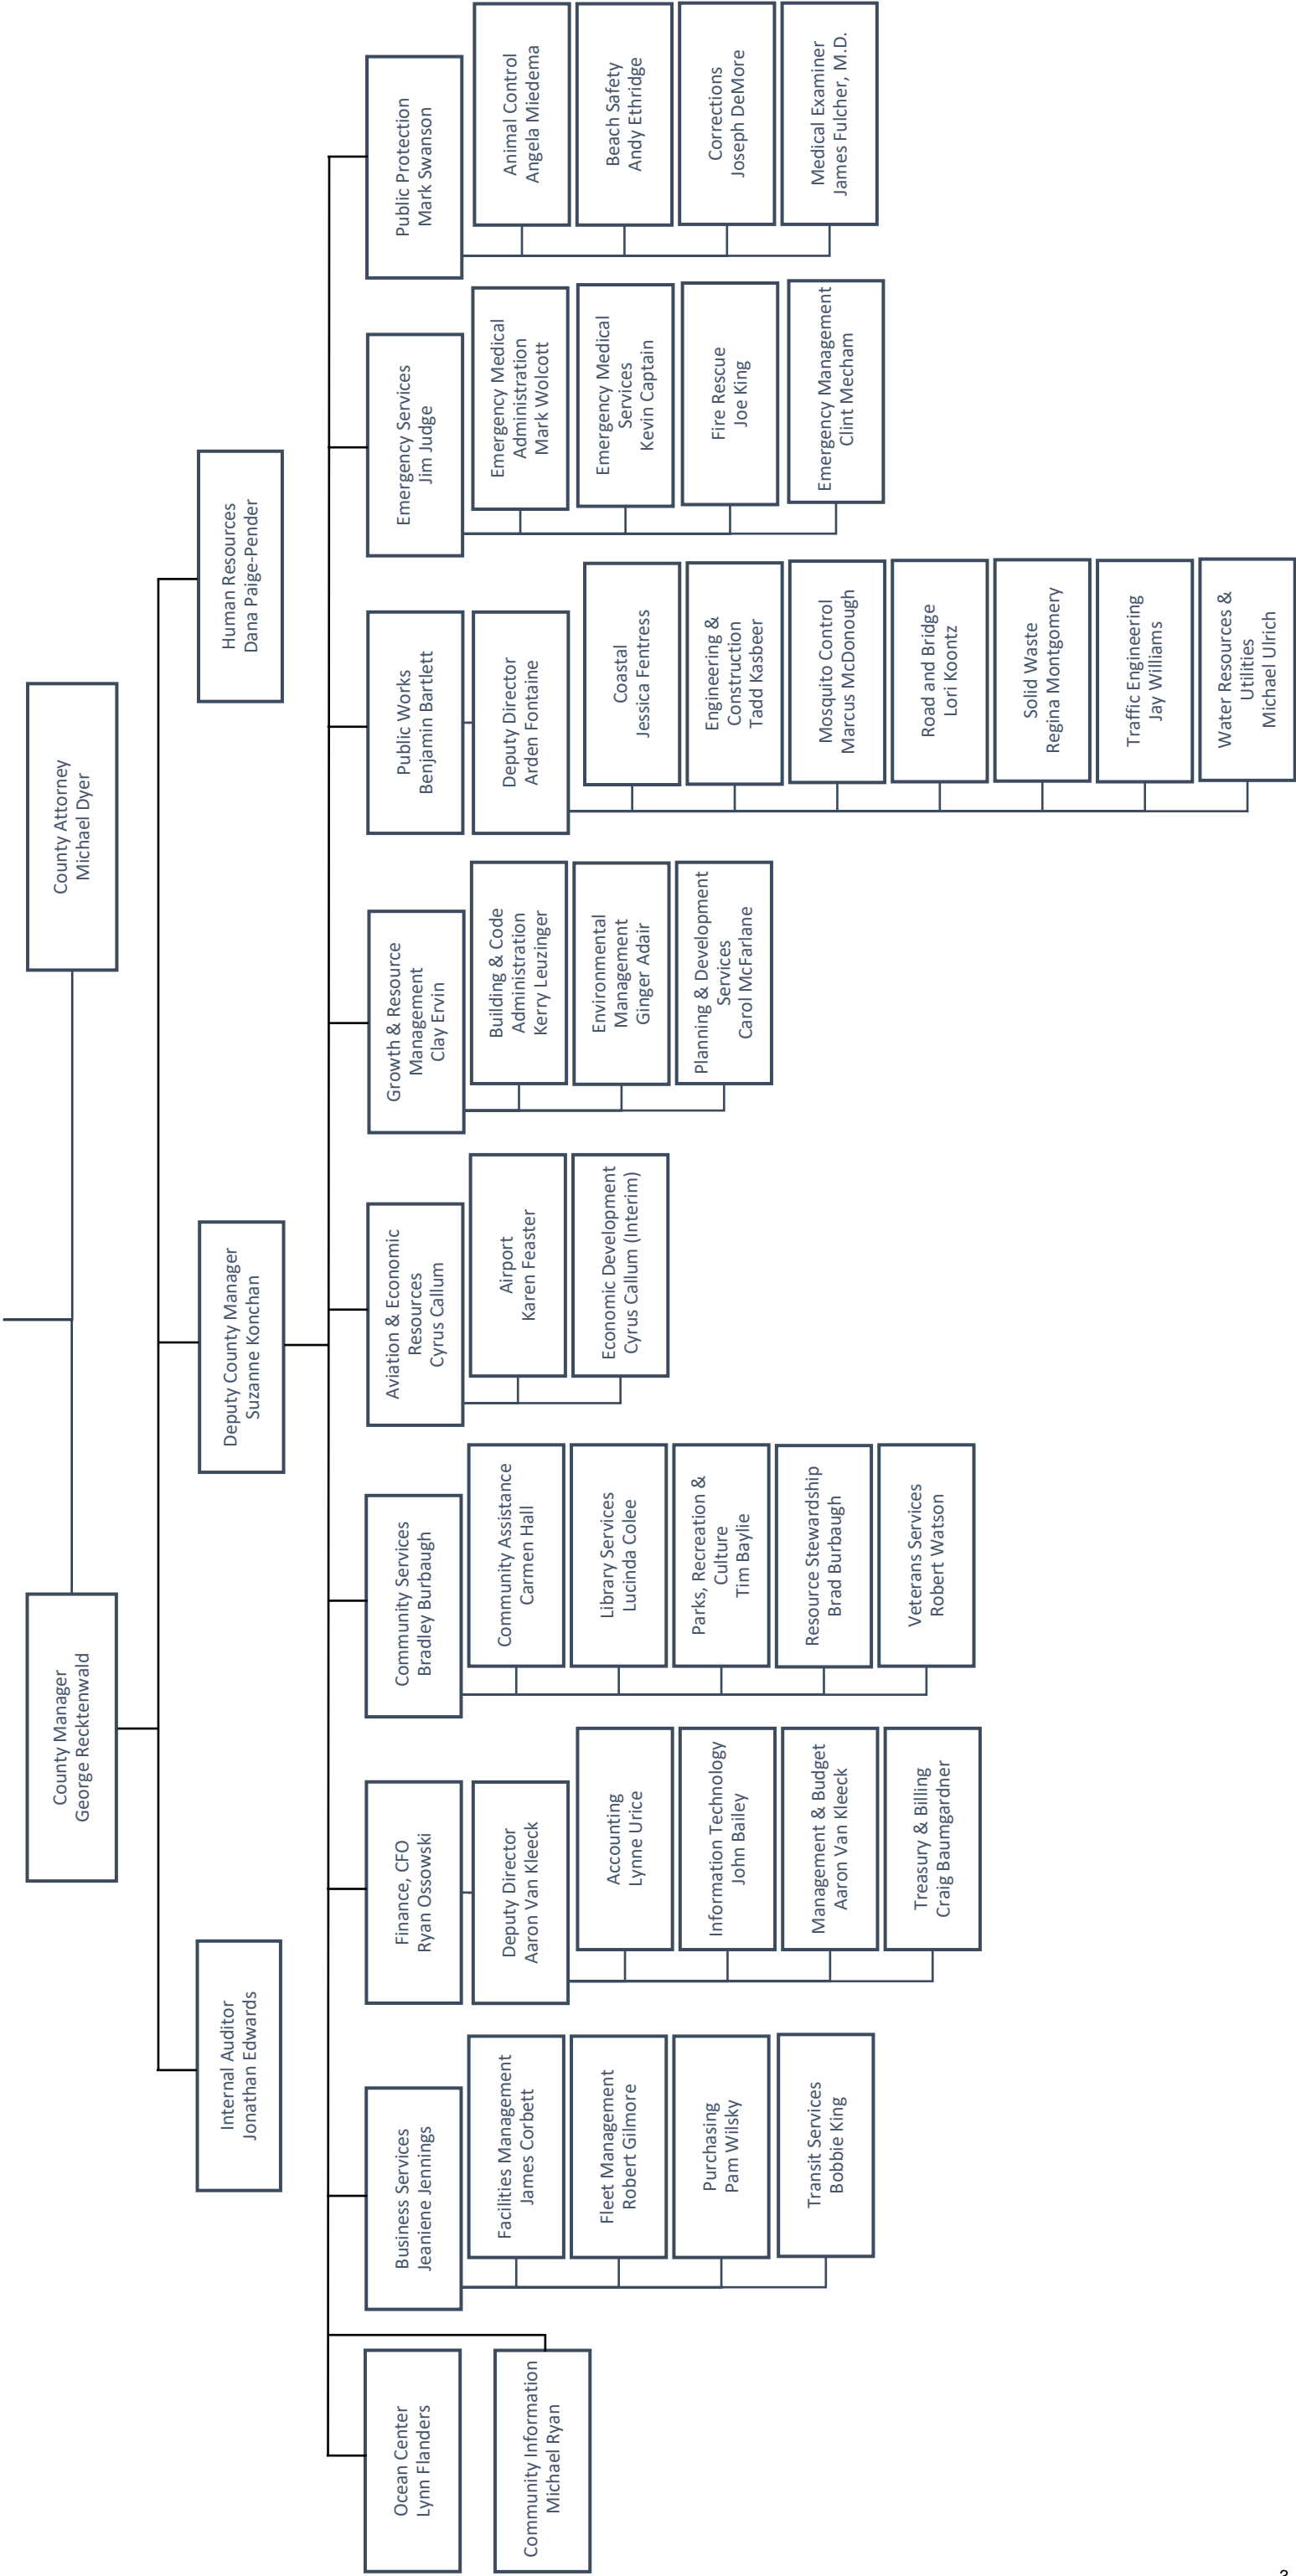 County Manager
George Recktenwald
County Attorney
Michael Dyer
Internal Auditor
Jonathan Edwards
Deputy County Manager
Suzanne Konchan
Human Resources
Dana Paige-Pender
Ocean Center
Lynn Flanders
Community Information
Michael Ryan
Business Services
Jeaniene Jennings
Facilities Management
James Corbett
Fleet Management
Robert Gilmore
Purchasing
Pam Wilsky
Transit Services
Bobbie King
Finance, CFO
Ryan Ossowski
Deputy Director
Aaron Van Kleeck
Accounting
Lynne Urice
Information Technology
John Bailey
Management & Budget
Aaron Van Kleeck
Treasury & Billing
Craig Baumgardner
Community Services
Bradley Burbaugh
Community Assistance
Carmen Hall
Library Services
Lucinda Colee
Parks, Recreation &
Culture
Tim Baylie
Resource Stewardship
Brad Burbaugh
Veterans Services
Robert Watson
Aviation & Economic
Resources
Cyrus Callum
Airport
Karen Feaster
Economic Development
Cyrus Callum (Interim)
Growth & Resource
Management
Clay Ervin
Building & Code
Administration
Kerry Leuzinger
Environmental
Management
Ginger Adair
Planning & Development
Services
Carol McFarlane
Public Works
Benjamin Bartlett
Deputy Director
Arden Fontaine
Coastal
Jessica Fentress
Engineering &
Construction
Tadd Kasbeer
Mosquito Control
Marcus McDonough
Road and Bridge
Lori Koontz
Solid Waste
Regina Montgomery
Traffic Engineering
Jay Williams
Water Resources &
Utilities
Michael Ulrich
Emergency Services
Jim Judge
Emergency Medical
Administration
Mark Wolcott
Emergency Medical
Services
Kevin Captain
Fire Rescue
Joe King
Emergency Management
Clint Mecham
Public Protection
Mark Swanson
Animal Control
Angela Miedema
Beach Safety
Andy Ethridge
Corrections
Joseph DeMore
Medical Examiner
James Fulcher, M.D.
3